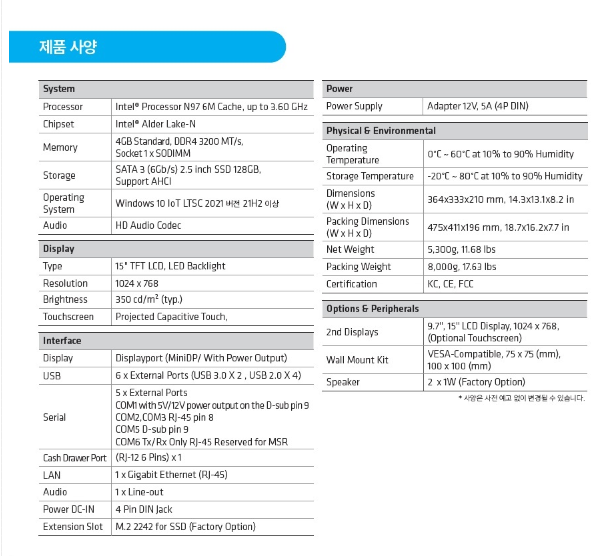 제품 사양
System
Processor Intel® Processor N97 6M Cache, up to 3.60 GHz
Chipset Intel® Alder Lake-N
Memory 4GB Standard, DDR4 3200 MT/s,
Socket 1 x SODIMM
Storage SATA 3 (6Gb/s) 2.5 inch SSD 128GB,
Support AHCI
Operating
System Windows 10 IoT LTSC 2021 버전 21H2 이상
Audio HD Audio Codec
Display
Type 15" TFT LCD, LED Backlight
Resolution 1024 x 768
Brightness 350 cd/m² (typ.)
Touchscreen Projected Capacitive Touch,
Interface
Display Displayport (MiniDP/ With Power Output)
USB 6 x External Ports (USB 3.0 X 2 , USB 2.0 X 4)
Serial 5 x External Ports
COM1 with 5V/12V power output on the D-sub pin 9
COM2,COM3 RJ-45 pin 8
COM5 D-sub pin 9
COM6 Tx/Rx Only RJ-45 Reserved for MSR
Cash Drawer Port (RJ-12 6 Pins) x 1
LAN 1 x Gigabit Ethernet (RJ-45)
Audio 1 x Line-out
Power DC-IN 4 Pin DIN Jack
Extension Slot M.2 2242 for SSD (Factory Option)
Power
Power Supply Adapter 12V, 5A (4P DIN)
Physical & Environmental
Operating
Temperature 0°C ~ 60°C at 10% to 90% Humidity
Storage Temperature -20°C ~ 80°C at 10% to 90% Humidity
Dimensions
(W x H x D) 364x333x210 mm, 14.3x13.1x8.2 in
Packing Dimensions
(W x H x D) 475x411x196 mm, 18.7x16.2x7.7 in
Net Weight 5,300g, 11.68 lbs
Packing Weight 8,000g, 17.63 lbs
Certification KC, CE, FCC
Options & Peripherals
2nd Displays 9.7", 15" LCD Display, 1024 x 768,
(Optional Touchscreen)
Wall Mount Kit VESA-Compatible, 75 x 75 (mm),
100 x 100 (mm)
Speaker 2 x 1W (Factory Option)
* 사양은 사전 예고 없이 변경될 수 있습니다.